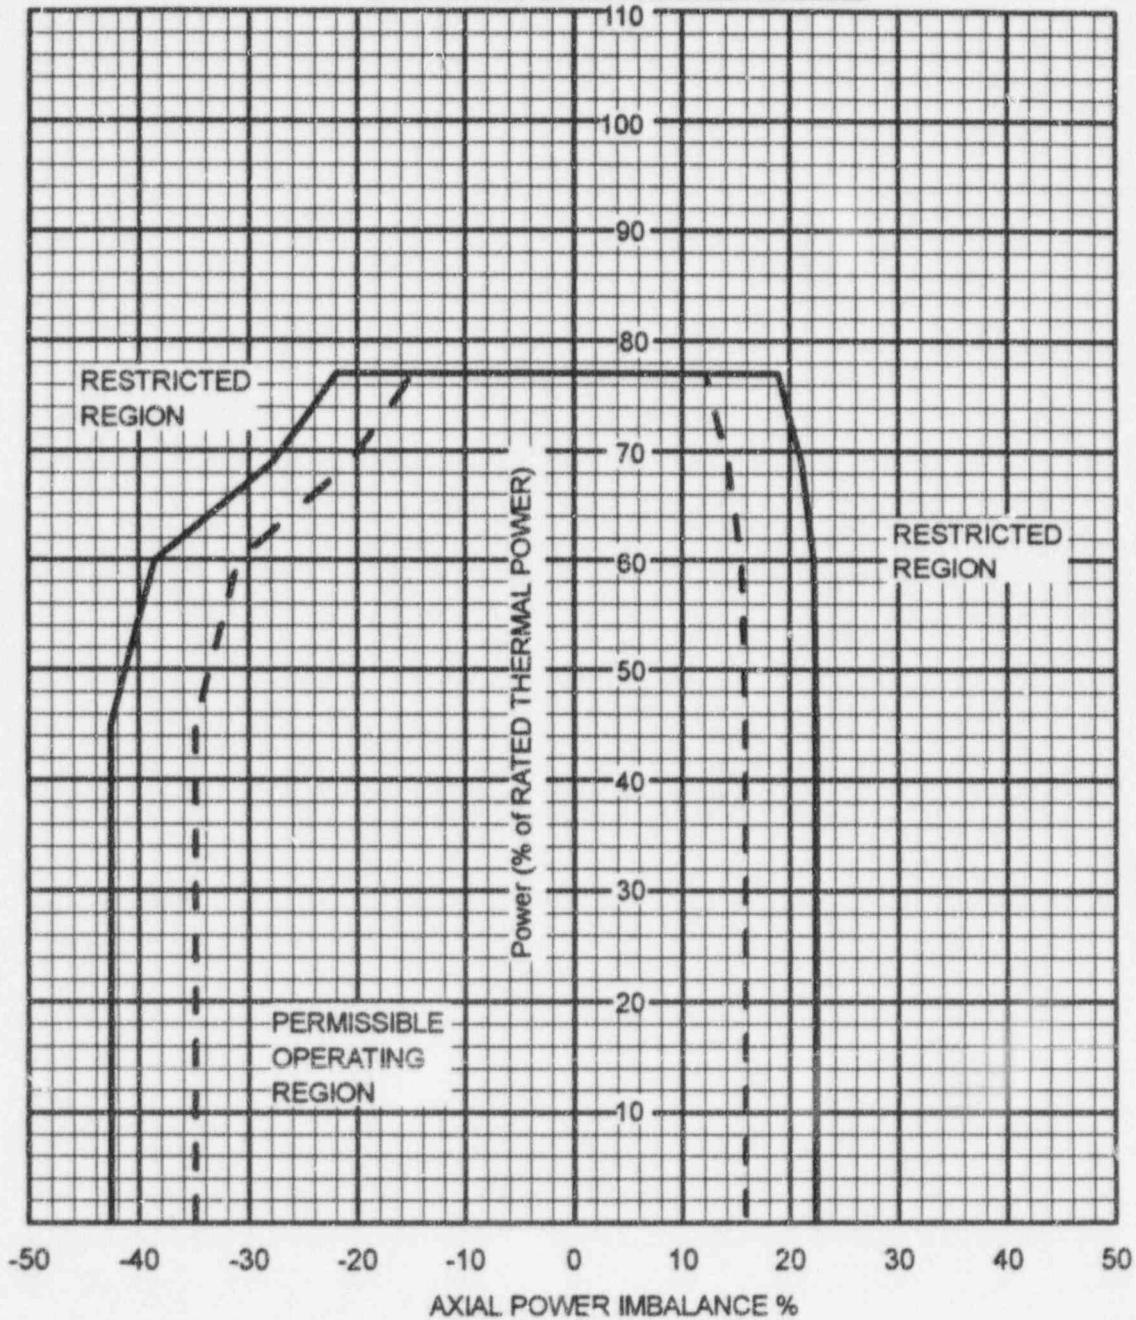 110
100
90
80
RESTRICTED
REGION
70
RESTRICTED
REGION
60
50
40
30
Power (% of RATED THERMAL POWER)
20
PERMISSIBLE
OPERATING
REGION
10
-50 -40 -30 -20 -10 0 10 20 30 40 50
AXIAL POWER IMBALANCE %